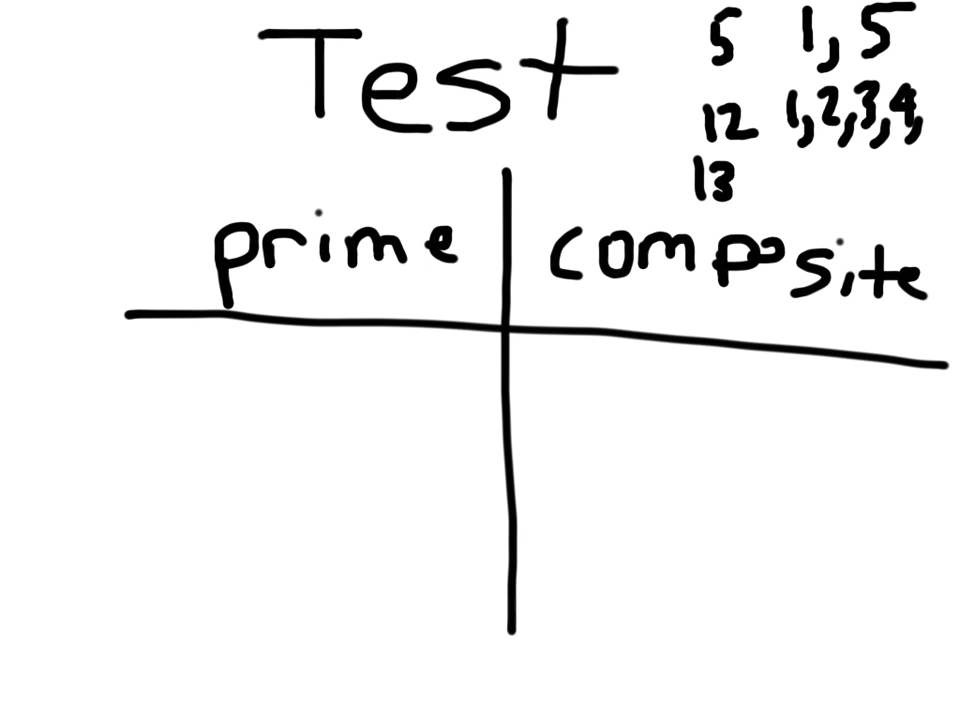 Test
5 1, 5
12 1, 2, 3, 4,
13
prime composite